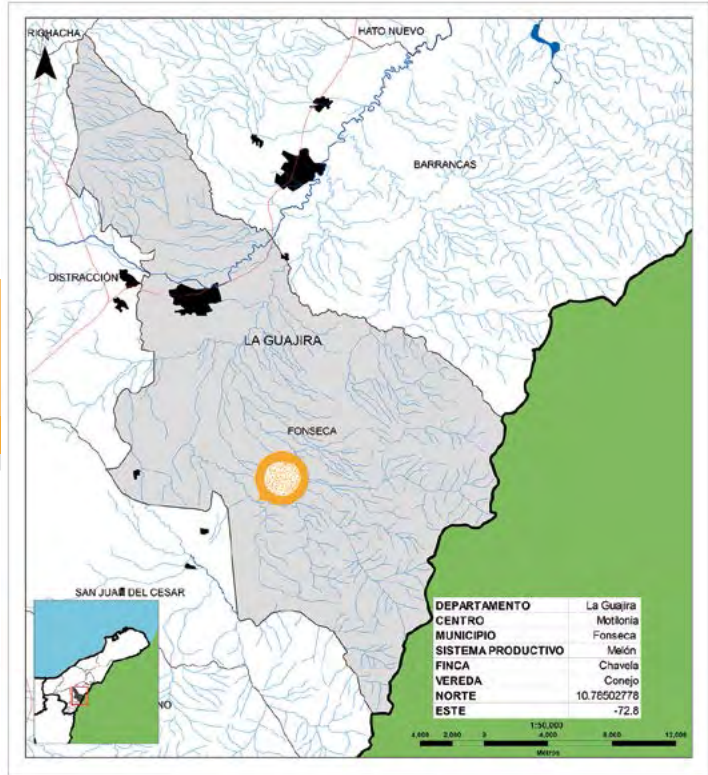 RIOHACHA
HATO NUEVO
BARRANCAS
DISTRACCIÓN
LA GUAJIRA
FONSECA
SAN JUAN DEL CESAR
NO
DEPARTAMENTO La Guajira
CENTRO Motilonia
MUNICIPIO Fonseca
SISTEMA PRODUCTIVO Melón
FINCA Chavela
VEREDA Conejo
NORTE 10.78502778
ESTE -72.8
1:50,000
4,000 2,000 0 4,000 8,000 12,000
Metros